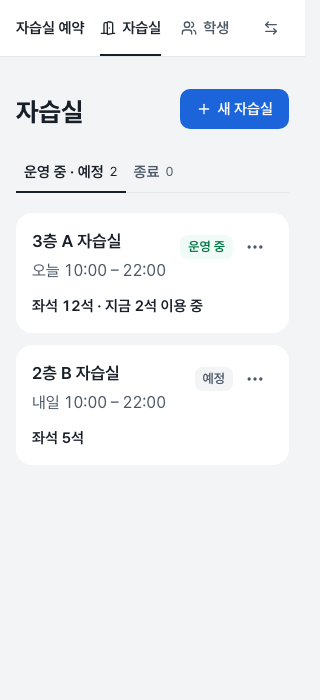 자습실 예약 자습실 학생
자습실
+ 새 자습실
운영 중 · 예정 2 종료 0
3층 A 자습실
운영 중
오늘 10:00 – 22:00
좌석 12석 · 지금 2석 이용 중
2층 B 자습실
예정
내일 10:00 – 22:00
좌석 5석